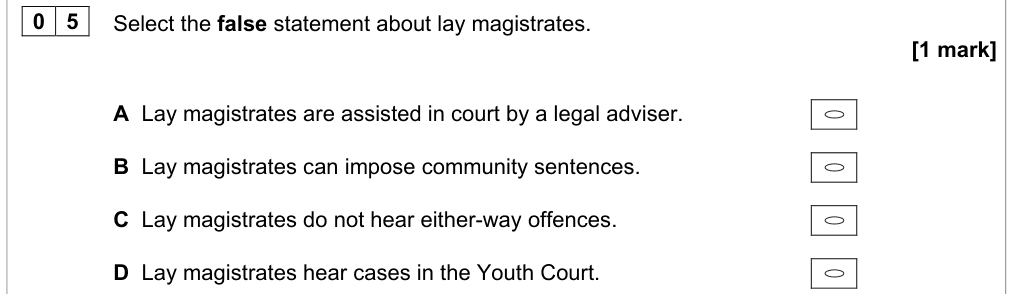 0 5 Select the false statement about lay magistrates.
[1 mark]
A Lay magistrates are assisted in court by a legal adviser.
B Lay magistrates can impose community sentences.
C Lay magistrates do not hear either-way offences.
D Lay magistrates hear cases in the Youth Court.